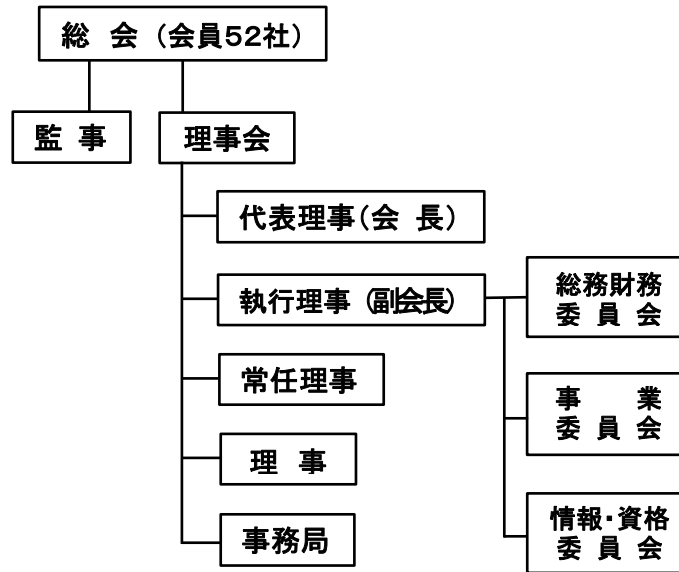 総 会 （会員52社）
監 事
理事会
代表理事（会 長）
執行理事（副会長）
総務財務
委 員 会
常任理事
事 業
委 員 会
理 事
事務局
情報・資格
委 員 会